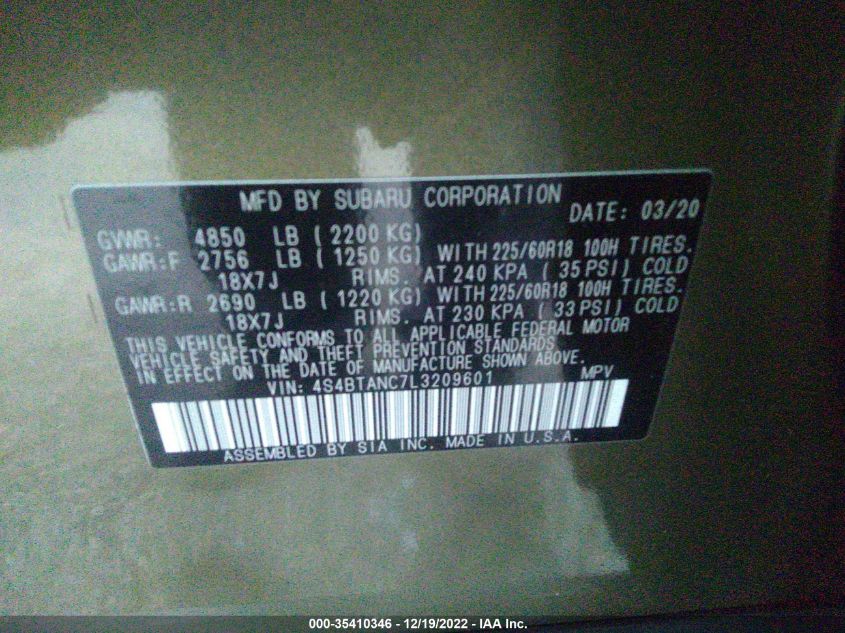 MFD BY SUBARU CORPORATION DATE: 03/20
GVWR: 4850 LB ( 2200 KG)
GAWR:F 2756 LB ( 1250 KG) WITH 225/60R18 100H TIRES.
18X7J RIMS. AT 240 KPA ( 35 PSI) COLD
GAWR:R 2690 LB ( 1220 KG) WITH 225/60R18 100H TIRES.
18X7J RIMS. AT 230 KPA ( 33 PSI) COLD
THIS VEHICLE CONFORMS TO ALL APPLICABLE FEDERAL MOTOR
VEHICLE SAFETY AND THEFT PREVENTION STANDARDS
IN EFFECT ON THE DATE OF MANUFACTURE SHOWN ABOVE.
VIN: 4S4BTANC7L3209601 MPV
ASSEMBLED BY SIA INC. MADE IN U.S.A.
000-35410346 - 12/19/2022 - IAA Inc.